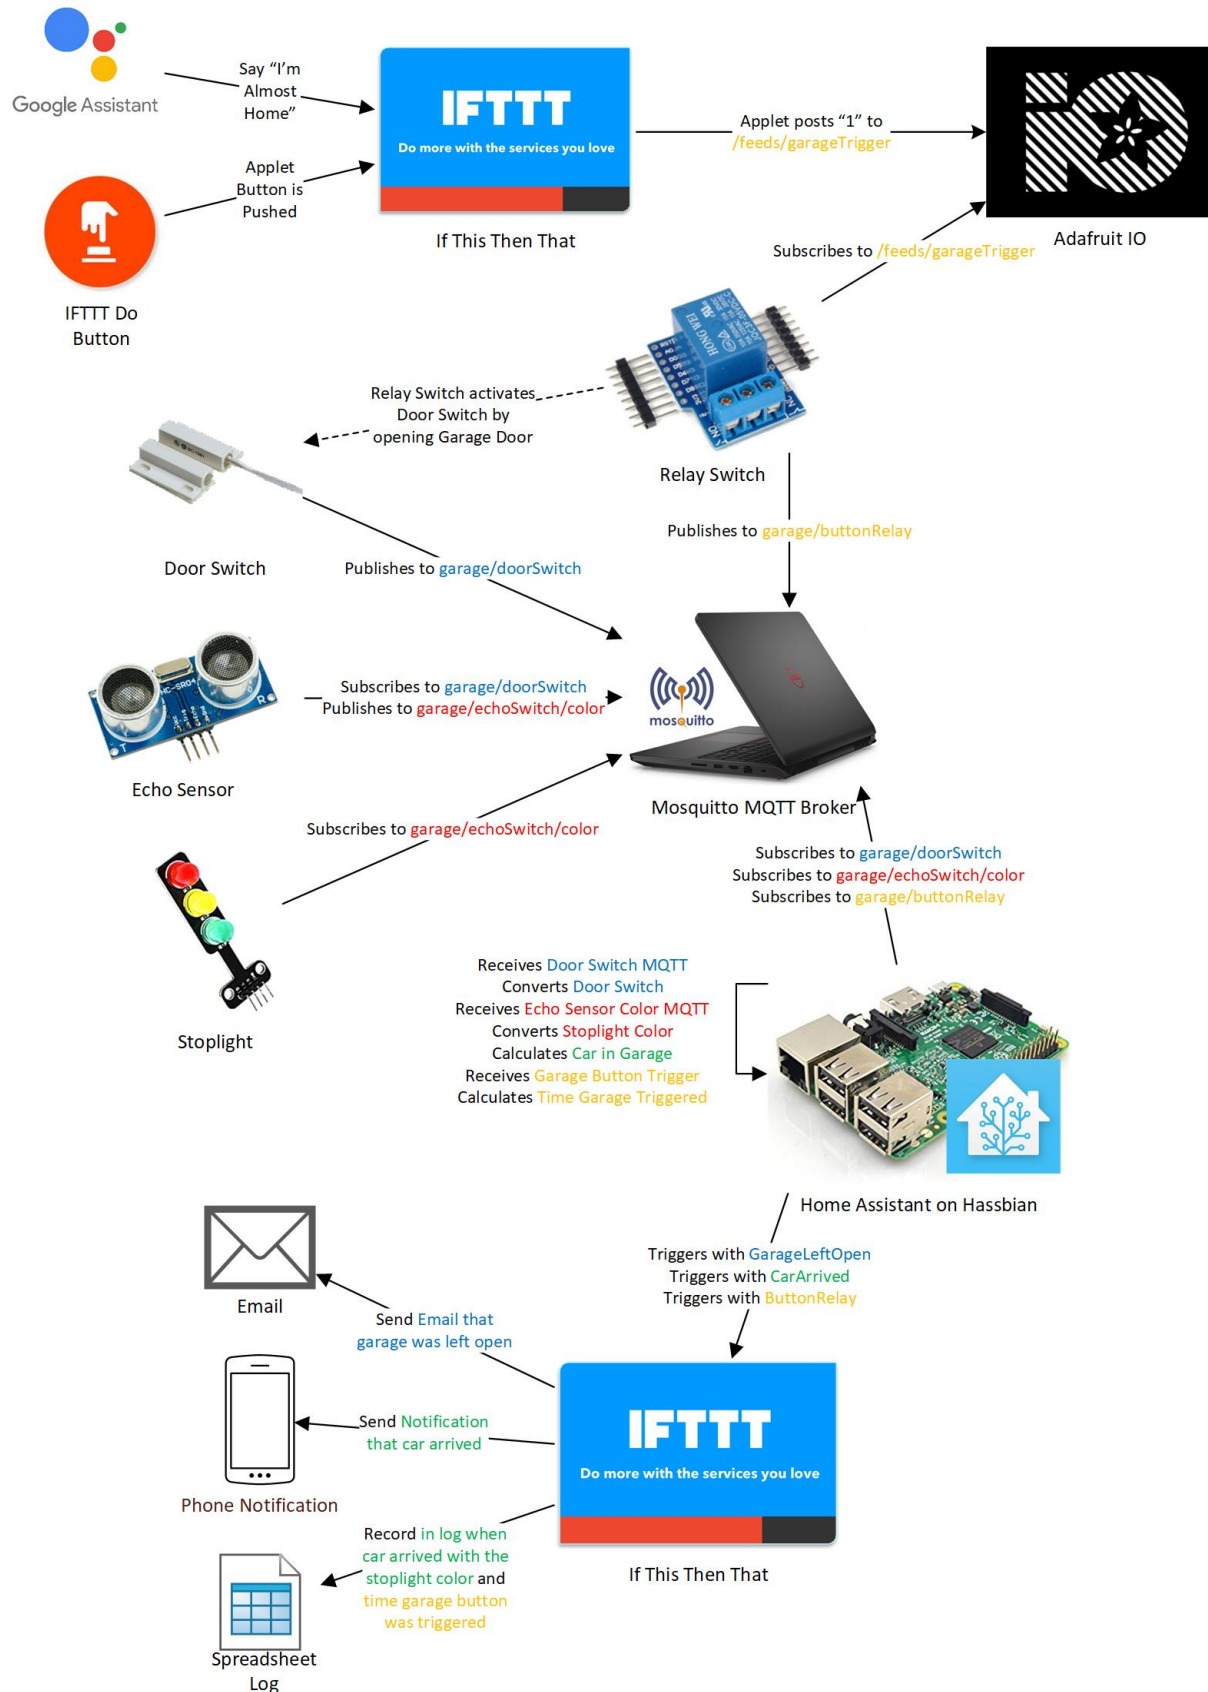 Google Assistant
Say “I’m
Almost
Home”
IFTTT
Do more with the services you love
If This Then That
Applet posts “1” to
/feeds/garageTrigger
Adafruit IO
Applet
Button is
Pushed
IFTTT Do
Button
Subscribes to /feeds/garageTrigger
HONG WEI
Relay Switch activates
Door Switch by
opening Garage Door
Relay Switch
Door Switch
Publishes to garage/buttonRelay
Publishes to garage/doorSwitch
HC-SR04
T
R
Echo Sensor
Subscribes to garage/doorSwitch
Publishes to garage/echoSwitch/color
mosquitto
Mosquitto MQTT Broker
Subscribes to garage/echoSwitch/color
Stoplight
Subscribes to garage/doorSwitch
Subscribes to garage/echoSwitch/color
Subscribes to garage/buttonRelay
Receives Door Switch MQTT
Converts Door Switch
Receives Echo Sensor Color MQTT
Converts Stoplight Color
Calculates Car in Garage
Receives Garage Button Trigger
Calculates Time Garage Triggered
Home Assistant on Hassbian
Triggers with GarageLeftOpen
Triggers with CarArrived
Triggers with ButtonRelay
Email
Send Email that
garage was left open
Phone Notification
Send Notification
that car arrived
IFTTT
Do more with the services you love
If This Then That
Record in log when
car arrived with the
stoplight color and
time garage button
was triggered
Spreadsheet
Log